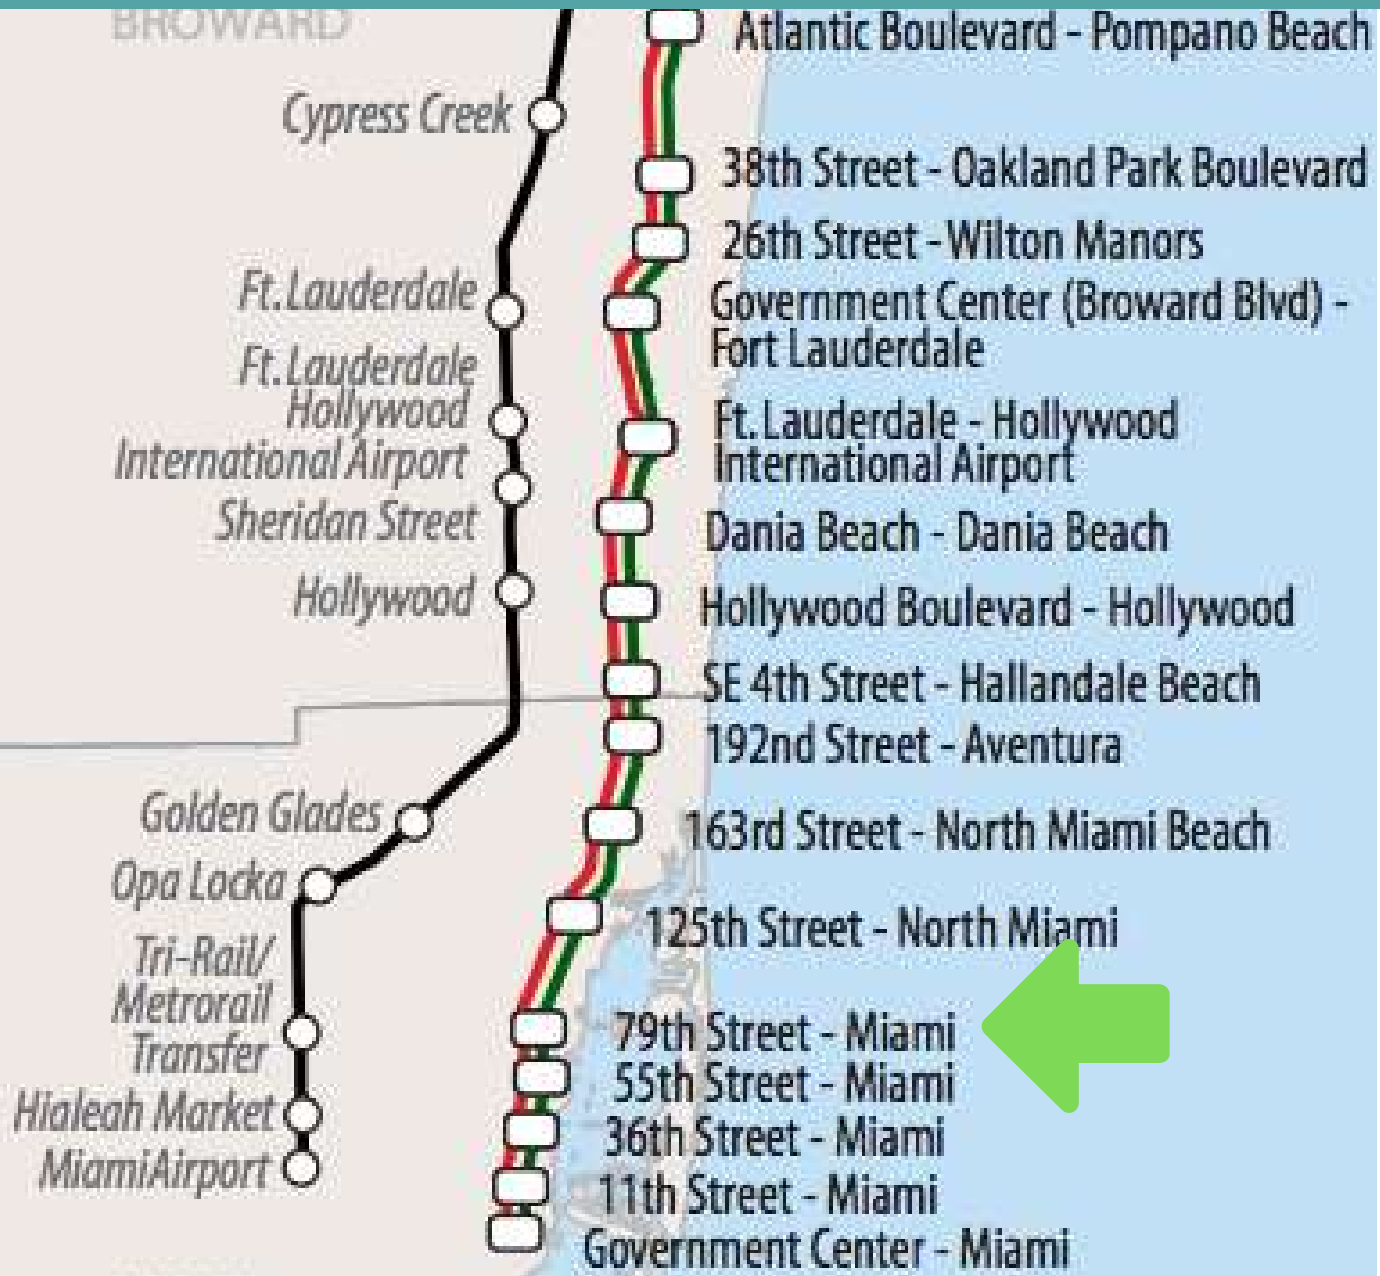 BROWARD
Atlantic Boulevard - Pompano Beach
Cypress Creek
38th Street - Oakland Park Boulevard
26th Street - Wilton Manors
Ft. Lauderdale
Government Center (Broward Blvd) -
Fort Lauderdale
Ft. Lauderdale
Hollywood
International Airport
Ft. Lauderdale - Hollywood
International Airport
Sheridan Street
Dania Beach - Dania Beach
Hollywood
Hollywood Boulevard - Hollywood
SE 4th Street - Hallandale Beach
192nd Street - Aventura
Golden Glades
163rd Street - North Miami Beach
Opa Locka
125th Street - North Miami
Tri-Rail/
Metrorail
Transfer
79th Street - Miami
55th Street - Miami
Hialeah Market
36th Street - Miami
MiamiAirport
11th Street - Miami
Government Center - Miami